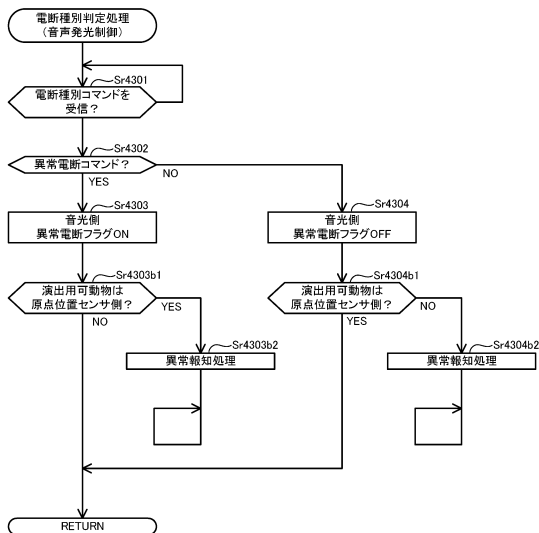 電断種別判定処理
(音声発光制御)
Sr4301
電断種別コマンドを
受信?
Sr4302
異常電断コマンド?
NO
YES
Sr4303
音光側
異常電断フラグON
Sr4304
音光側
異常電断フラグOFF
Sr4303b1
演出用可動物は
原点位置センサ側?
YES
NO
Sr4304b1
演出用可動物は
原点位置センサ側?
NO
YES
Sr4303b2
異常報知処理
Sr4304b2
異常報知処理
RETURN